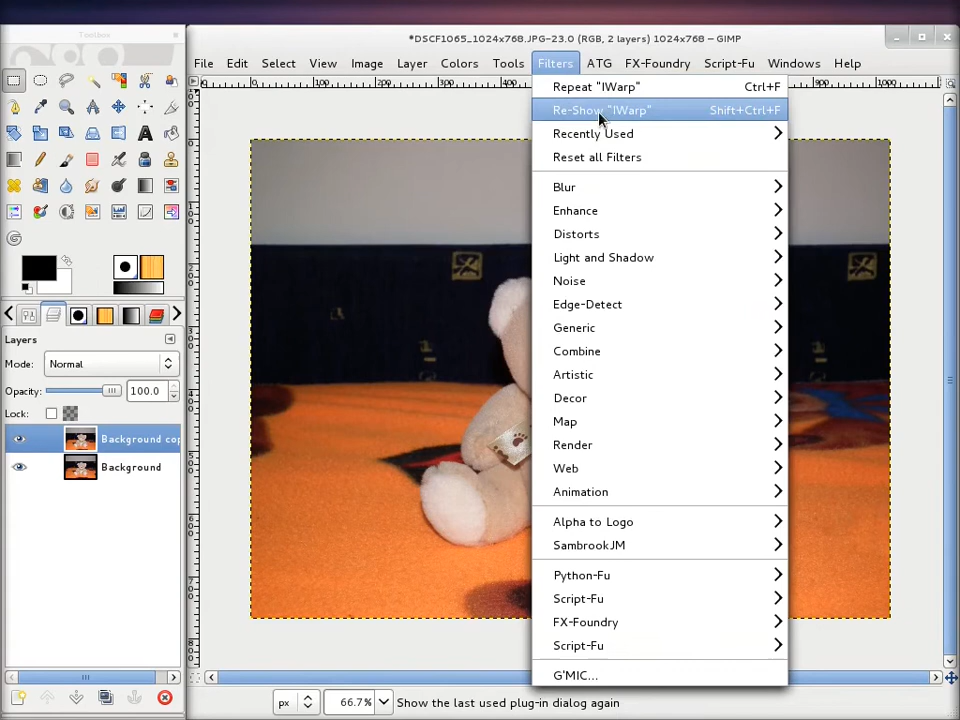 Toolbox
*DSCF1065_1024x768.JPG-23.0 (RGB, 2 layers) 1024x768 – GIMP
File Edit Select View Image Layer Colors Tools Filters ATG FX-Foundry Script-Fu Windows Help
Repeat "IWarp" Ctrl+F
Re-Show "IWarp" Shift+Ctrl+F
Recently Used
Reset all Filters
Blur
Enhance
Distorts
Light and Shadow
Noise
Edge-Detect
Generic
Combine
Artistic
Decor
Map
Render
Web
Animation
Alpha to Logo
SambrookJM
Python-Fu
Script-Fu
FX-Foundry
Script-Fu
G'MIC...
Layers
Mode: Normal
Opacity: 100.0
Lock:
Background cop
Background
px 66.7% Show the last used plug-in dialog again